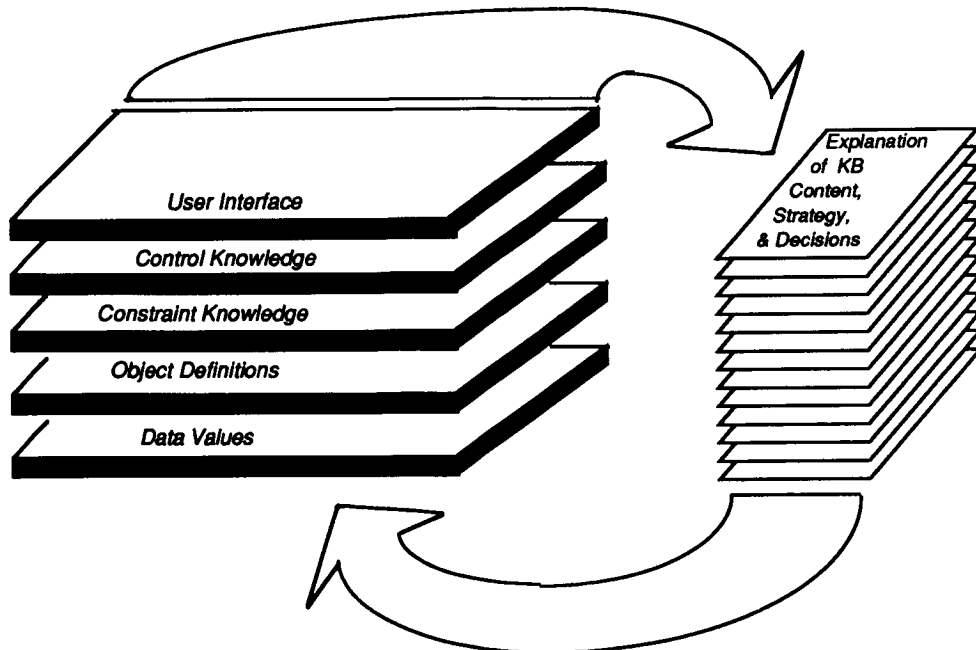 User Interface
Control Knowledge
Constraint Knowledge
Object Definitions
Data Values
Explanation
of KB
Content,
Strategy,
& Decisions